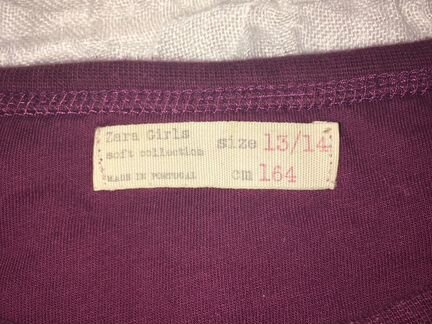 Zara Girls size 13/14
soft collection
MADE IN PORTUGAL cm 164